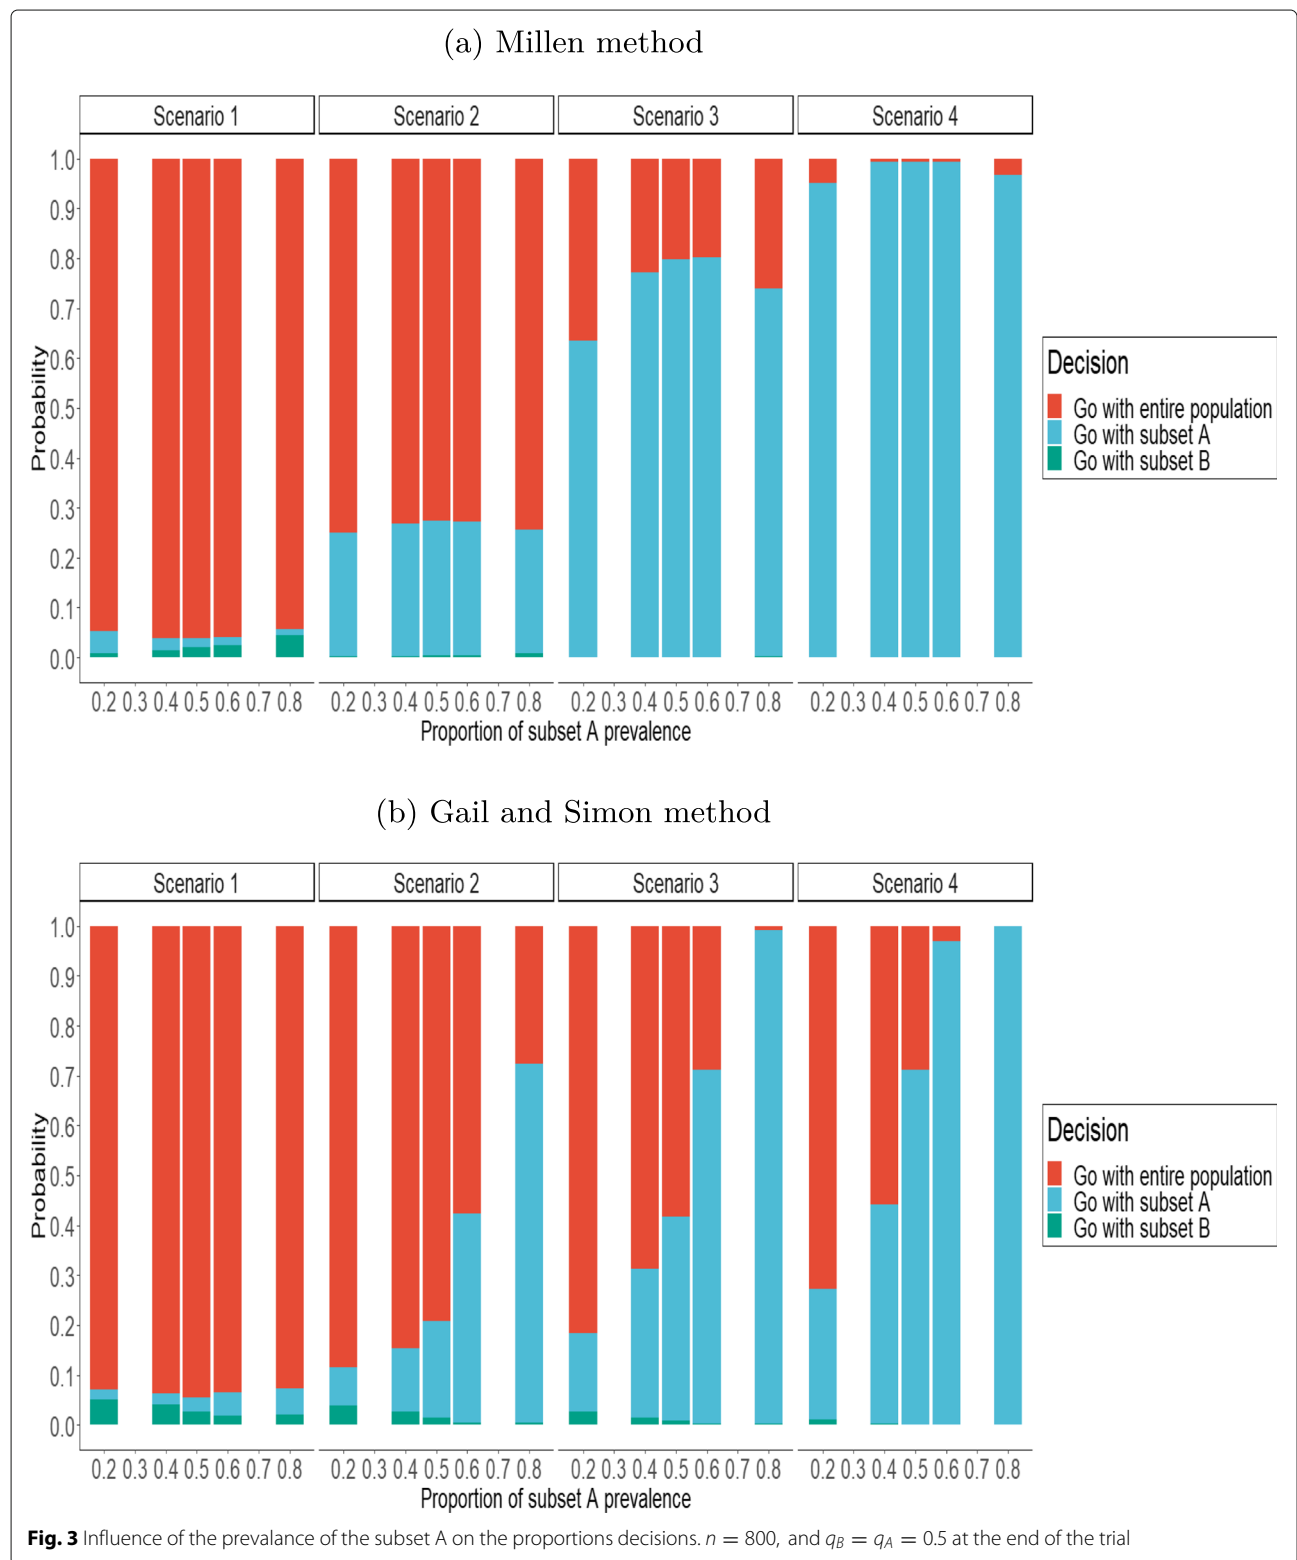 (a) Millen method
Scenario 1 Scenario 2 Scenario 3 Scenario 4
1.0
0.9
0.8
0.7
0.6
0.5
0.4
0.3
0.2
0.1
0.0
Probability
0.2 0.3 0.4 0.5 0.6 0.7 0.8 0.2 0.3 0.4 0.5 0.6 0.7 0.8 0.2 0.3 0.4 0.5 0.6 0.7 0.8 0.2 0.3 0.4 0.5 0.6 0.7 0.8
Proportion of subset A prevalence
Decision
Go with entire population
Go with subset A
Go with subset B
(b) Gail and Simon method
Scenario 1 Scenario 2 Scenario 3 Scenario 4
1.0
0.9
0.8
0.7
0.6
0.5
0.4
0.3
0.2
0.1
0.0
Probability
0.2 0.3 0.4 0.5 0.6 0.7 0.8 0.2 0.3 0.4 0.5 0.6 0.7 0.8 0.2 0.3 0.4 0.5 0.6 0.7 0.8 0.2 0.3 0.4 0.5 0.6 0.7 0.8
Proportion of subset A prevalence
Decision
Go with entire population
Go with subset A
Go with subset B
Fig. 3 Influence of the prevalance of the subset A on the proportions decisions. n = 800, and q_B = q_A = 0.5 at the end of the trial